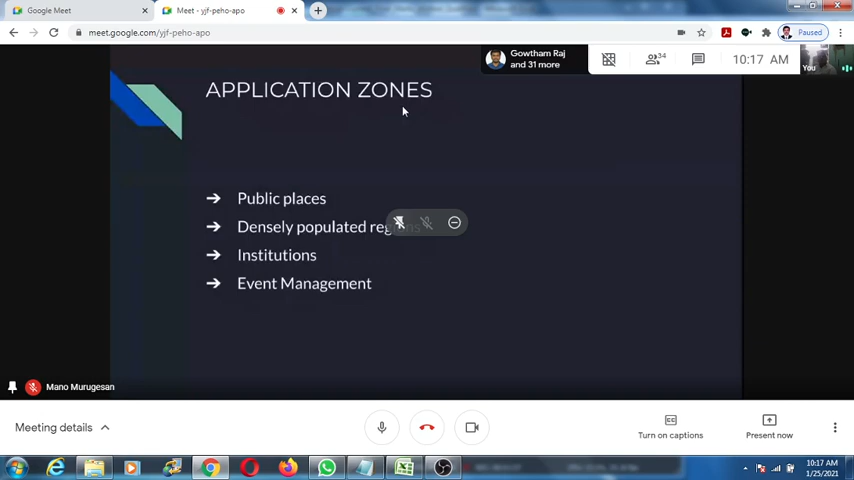 Google Meet
Meet - yjf-peho-apo
meet.google.com/yjf-peho-apo
Paused
Gowtham Raj
and 31 more
34
10:17 AM
You
APPLICATION ZONES
→ Public places
→ Densely populated regions
→ Institutions
→ Event Management
Mano Murugesan
Meeting details
Turn on captions
Present now
10:17 AM
1/25/2021